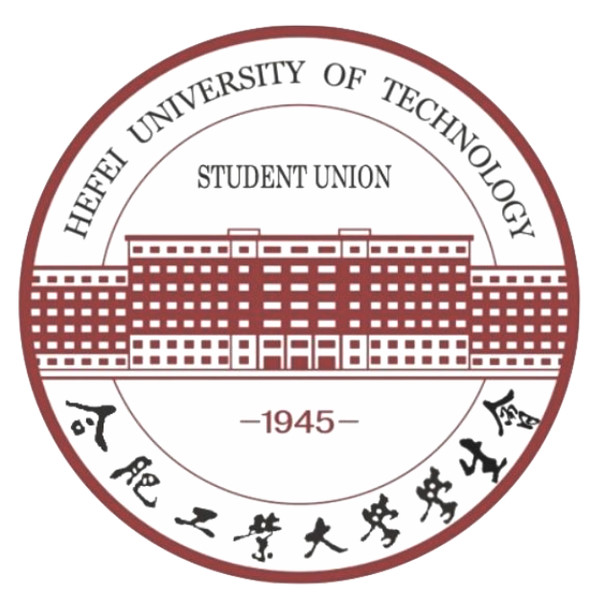 HEFEI UNIVERSITY OF TECHNOLOGY
STUDENT UNION
–1945–
合肥工業大學學生會